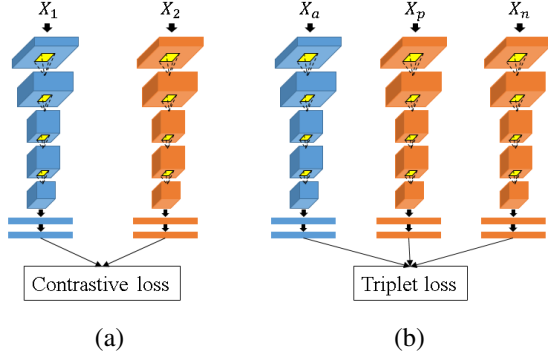 X₁ X₂ Xₐ Xₚ Xₙ
Contrastive loss Triplet loss
(a) (b)